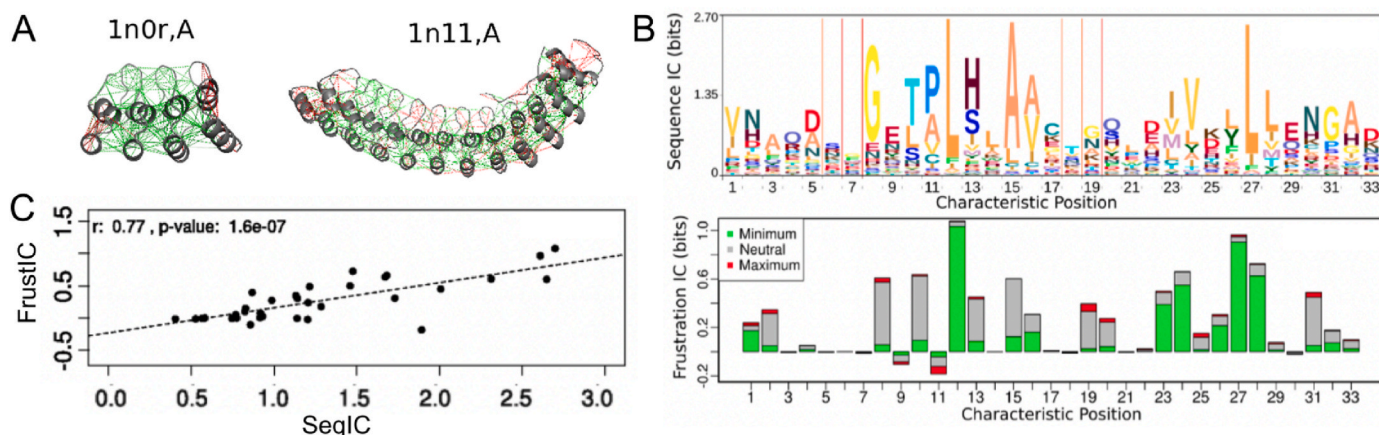 A
1n0r,A
1n11,A
B
Sequence IC (bits)
2.70
1.35
0
1 3 5 7 9 11 13 15 17 19 21 23 25 27 29 31 33
Characteristic Position
C
r: 0.77 , p-value: 1.6e-07
FrustIC
1.5
0.5
-0.5
0.0 0.5 1.0 1.5 2.0 2.5 3.0
SeqIC
Frustration IC (bits)
1.0
0.6
0.2
-0.2
Minimum
Neutral
Maximum
1 3 5 7 9 11 13 15 17 19 21 23 25 27 29 31 33
Characteristic Position